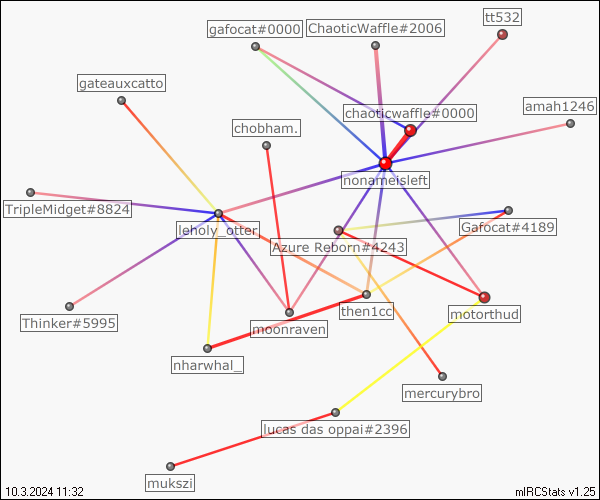 tt532
gafocat#0000
ChaoticWaffle#2006
gateauxcatto
chaoticwaffle#0000
amah1246
chobham.
nonameisleft
TripleMidget#8824
leholy_otter
Gafocat#4189
Azure Reborn#4243
then1cc
motorthud
Thinker#5995
moonraven
nharwhal_
mercurybro
lucas das oppai#2396
mukszi
10.3.2024 11:32
mIRCStats v1.25